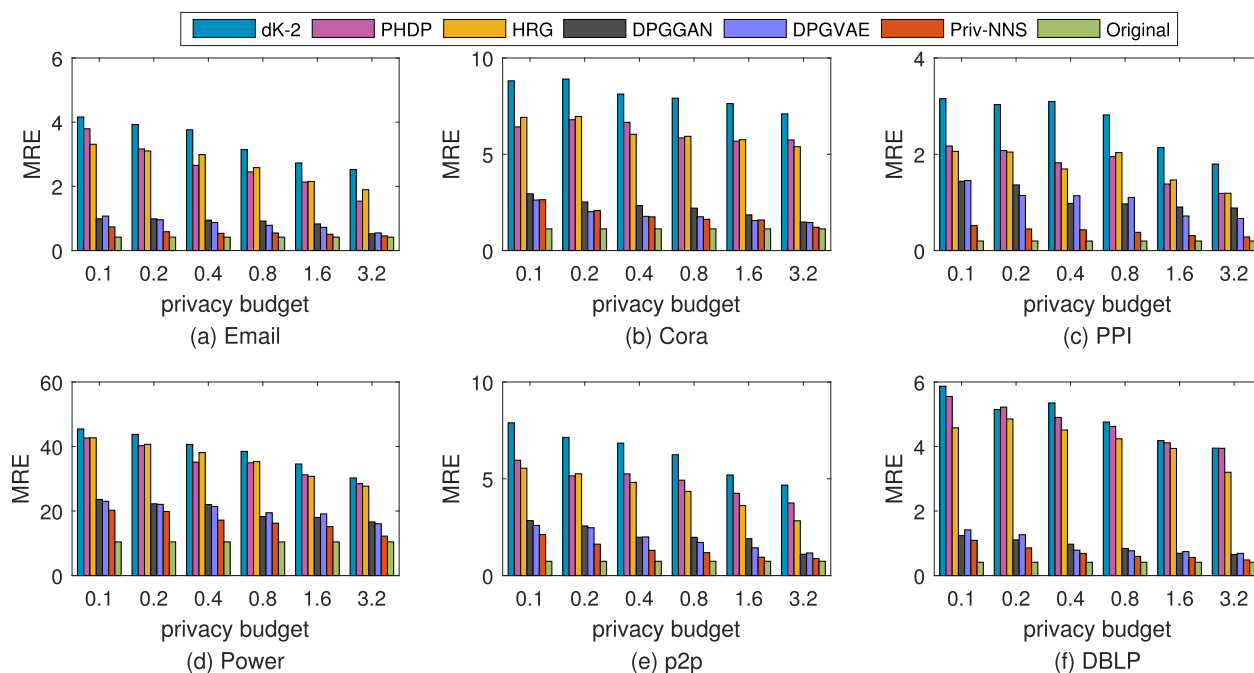 dK-2 PHDP HRG DPGGAN DPGVAE Priv-NNS Original
6
4
2
0
MRE
0.1 0.2 0.4 0.8 1.6 3.2
privacy budget
(a) Email
10
5
0
MRE
0.1 0.2 0.4 0.8 1.6 3.2
privacy budget
(b) Cora
4
2
0
MRE
0.1 0.2 0.4 0.8 1.6 3.2
privacy budget
(c) PPI
60
40
20
0
MRE
0.1 0.2 0.4 0.8 1.6 3.2
privacy budget
(d) Power
10
5
0
MRE
0.1 0.2 0.4 0.8 1.6 3.2
privacy budget
(e) p2p
6
4
2
0
MRE
0.1 0.2 0.4 0.8 1.6 3.2
privacy budget
(f) DBLP